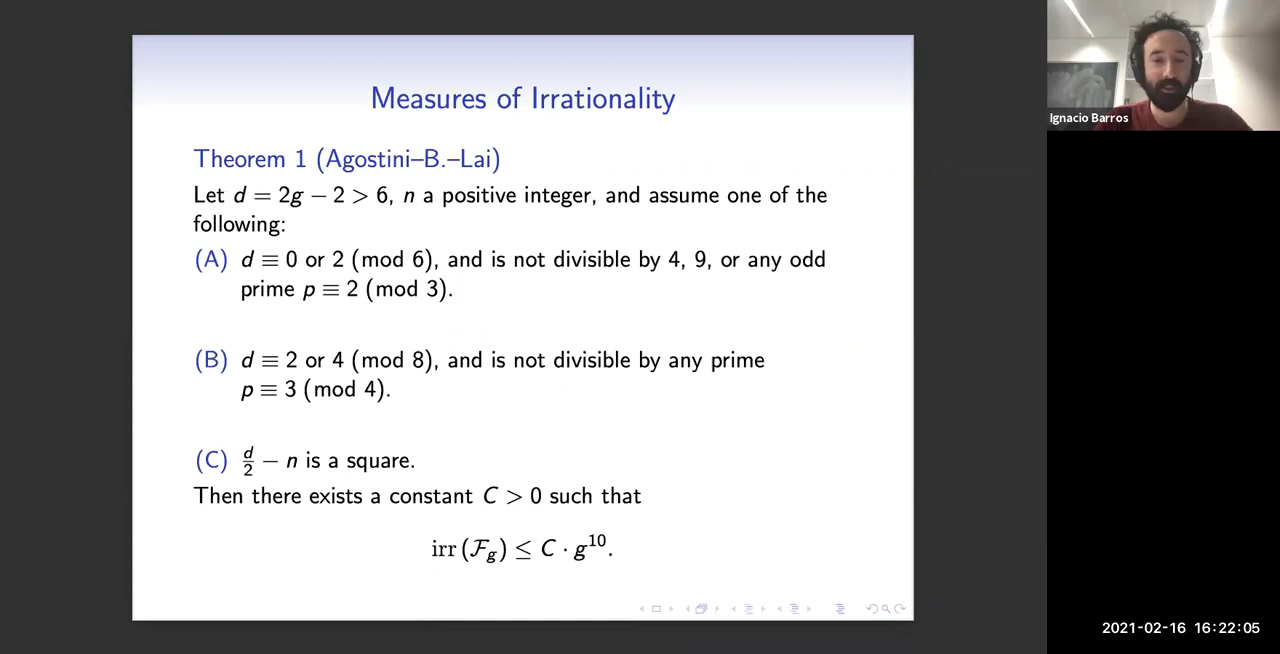 Measures of Irrationality
Theorem 1 (Agostini–B.–Lai)
Let d = 2g − 2 > 6, n a positive integer, and assume one of the
following:
(A) d ≡ 0 or 2 (mod 6), and is not divisible by 4, 9, or any odd
prime p ≡ 2 (mod 3).
(B) d ≡ 2 or 4 (mod 8), and is not divisible by any prime
p ≡ 3 (mod 4).
(C) d/2 − n is a square.
Then there exists a constant C > 0 such that
irr(ℱ_g) ≤ C · g^10.
Ignacio Barros
2021-02-16 16:22:05